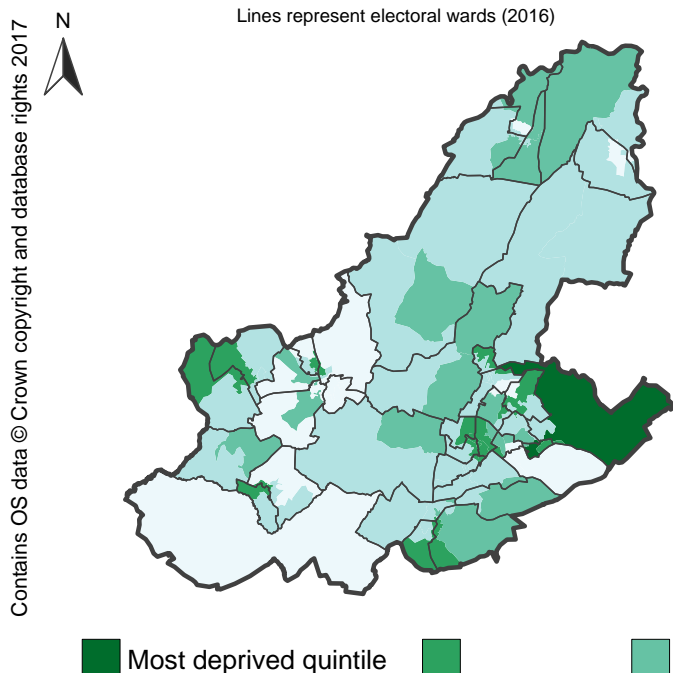 Lines represent electoral wards (2016)
N
Contains OS data © Crown copyright and database rights 2017
Most deprived quintile